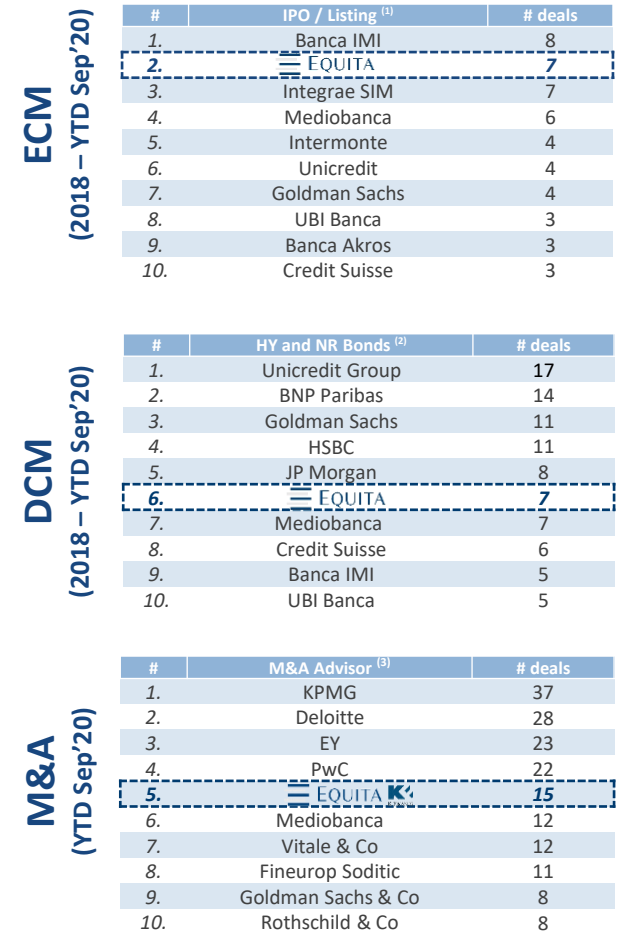 ECM
(2018 – YTD Sep'20)
# IPO / Listing (1) # deals
1. Banca IMI 8
2. EQUITA 7
3. Integrae SIM 7
4. Mediobanca 6
5. Intermonte 4
6. Unicredit 4
7. Goldman Sachs 4
8. UBI Banca 3
9. Banca Akros 3
10. Credit Suisse 3
DCM
(2018 – YTD Sep'20)
# HY and NR Bonds (2) # deals
1. Unicredit Group 17
2. BNP Paribas 14
3. Goldman Sachs 11
4. HSBC 11
5. JP Morgan 8
6. EQUITA 7
7. Mediobanca 7
8. Credit Suisse 6
9. Banca IMI 5
10. UBI Banca 5
M&A
(YTD Sep'20)
# M&A Advisor (3) # deals
1. KPMG 37
2. Deloitte 28
3. EY 23
4. PwC 22
5. EQUITA K 15
6. Mediobanca 12
7. Vitale & Co 12
8. Fineurop Soditic 11
9. Goldman Sachs & Co 8
10. Rothschild & Co 8